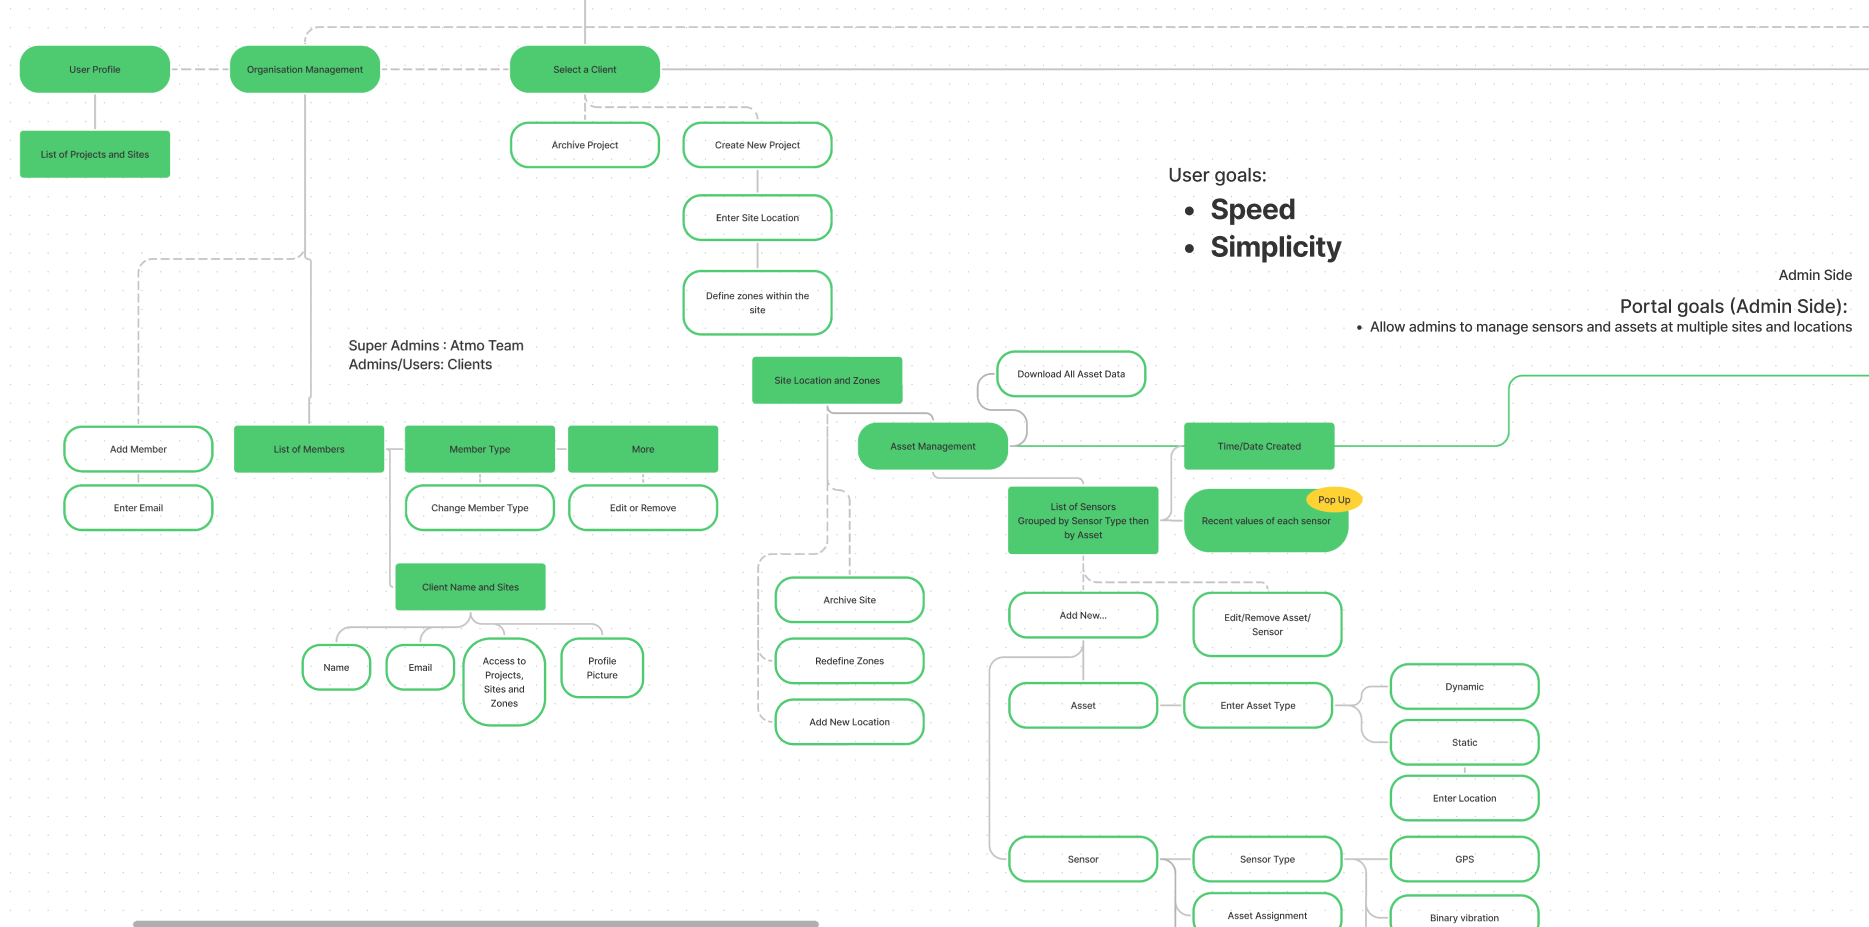 User Profile
Organisation Management
Select a Client
List of Projects and Sites
Archive Project
Create New Project
Enter Site Location
Define zones within the
site
User goals:
• Speed
• Simplicity
Admin Side
Portal goals (Admin Side):
• Allow admins to manage sensors and assets at multiple sites and locations
Super Admins : Atmo Team
Admins/Users: Clients
Site Location and Zones
Download All Asset Data
Add Member
List of Members
Member Type
More
Asset Management
Time/Date Created
Enter Email
Change Member Type
Edit or Remove
List of Sensors
Grouped by Sensor Type then
by Asset
Pop Up
Recent values of each sensor
Client Name and Sites
Name
Email
Access to
Projects,
Sites and
Zones
Profile
Picture
Archive Site
Redefine Zones
Add New Location
Add New...
Edit/Remove Asset/
Sensor
Asset
Enter Asset Type
Dynamic
Static
Enter Location
Sensor
Sensor Type
GPS
Asset Assignment
Binary vibration